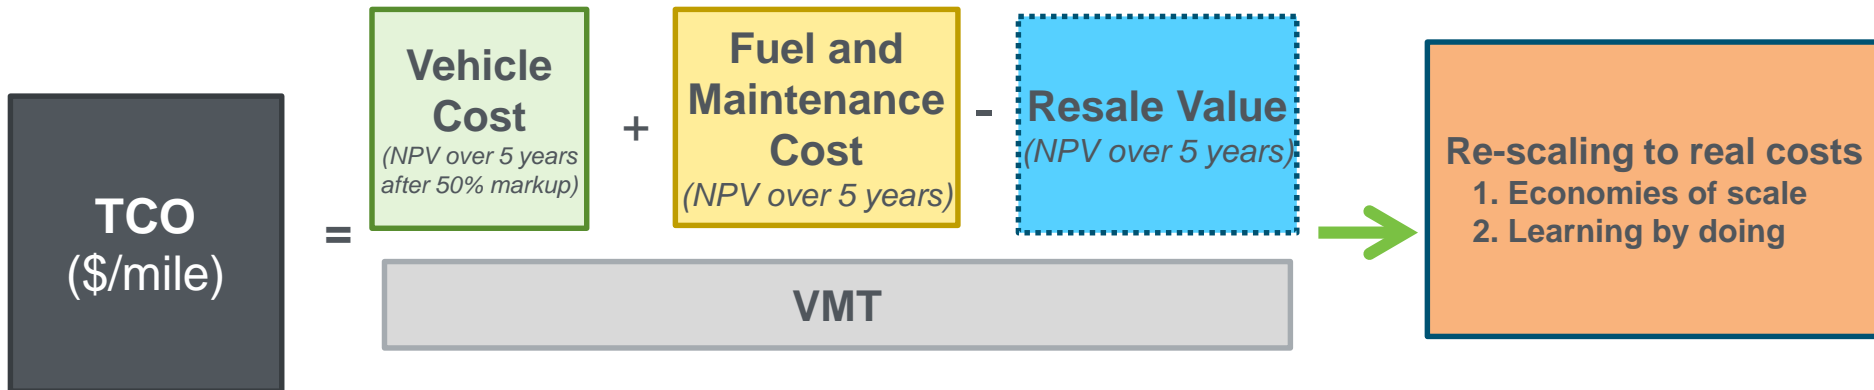 TCO
($/mile)
=
Vehicle
Cost
(NPV over 5 years
after 50% markup)
+
Fuel and
Maintenance
Cost
(NPV over 5 years)
-
Resale Value
(NPV over 5 years)
VMT
Re-scaling to real costs
1. Economies of scale
2. Learning by doing